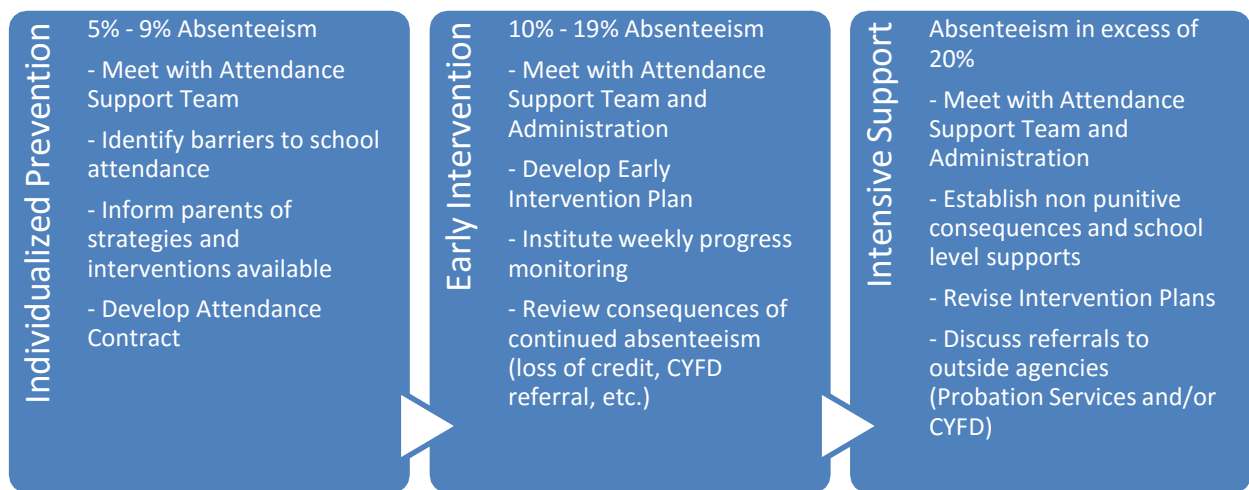 Individualized Prevention
5% - 9% Absenteeism
- Meet with Attendance
Support Team
- Identify barriers to school
attendance
- Inform parents of
strategies and
interventions available
- Develop Attendance
Contract
Early Intervention
10% - 19% Absenteeism
- Meet with Attendance
Support Team and
Administration
- Develop Early
Intervention Plan
- Institute weekly progress
monitoring
- Review consequences of
continued absenteeism
(loss of credit, CYFD
referral, etc.)
Intensive Support
Absenteeism in excess of
20%
- Meet with Attendance
Support Team and
Administration
- Establish non punitive
consequences and school
level supports
- Revise Intervention Plans
- Discuss referrals to
outside agencies
(Probation Services and/or
CYFD)